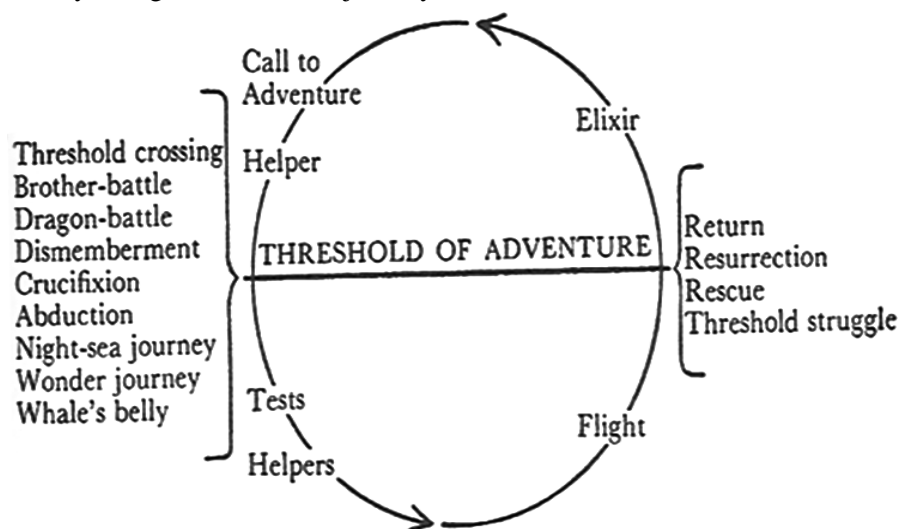 Call to
Adventure
Helper
Threshold crossing
Brother-battle
Dragon-battle
Dismemberment
Crucifixion
Abduction
Night-sea journey
Wonder journey
Whale's belly
THRESHOLD OF ADVENTURE
Tests
Helpers
Elixir
Return
Resurrection
Rescue
Threshold struggle
Flight